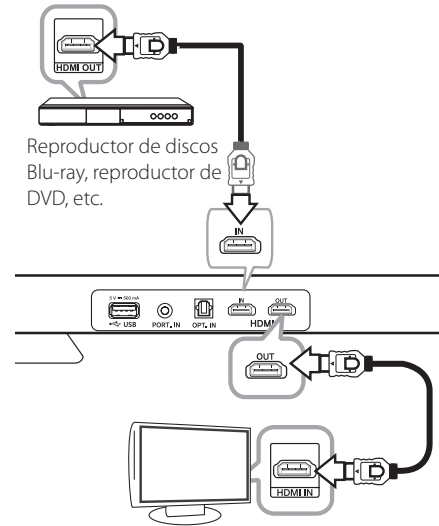 HDMI OUT
Reproductor de discos
Blu-ray, reproductor de
DVD, etc.
IN
5 V ⎓ 500 mA
IN
OUT
USB
PORT. IN
OPT. IN
HDMI
OUT
HDMI IN